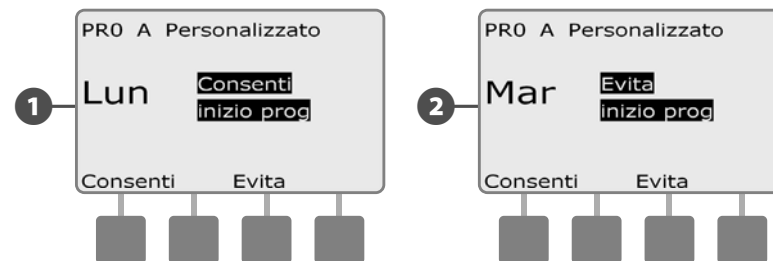 PR0 A Personalizzato
1
Lun
Consenti
inizio prog
Consenti Evita
PR0 A Personalizzato
2
Mar
Evita
inizio prog
Consenti Evita